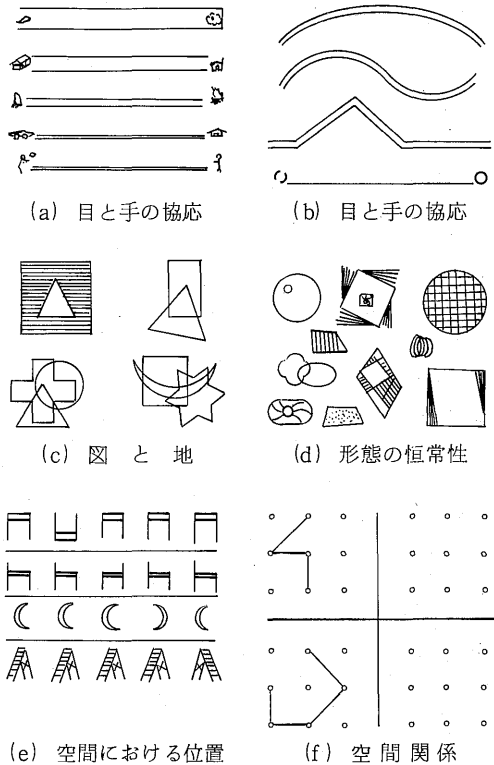 (a) 目と手の協応
(b) 目と手の協応
(c) 図と地
(d) 形態の恒常性
(e) 空間における位置
(f) 空間関係